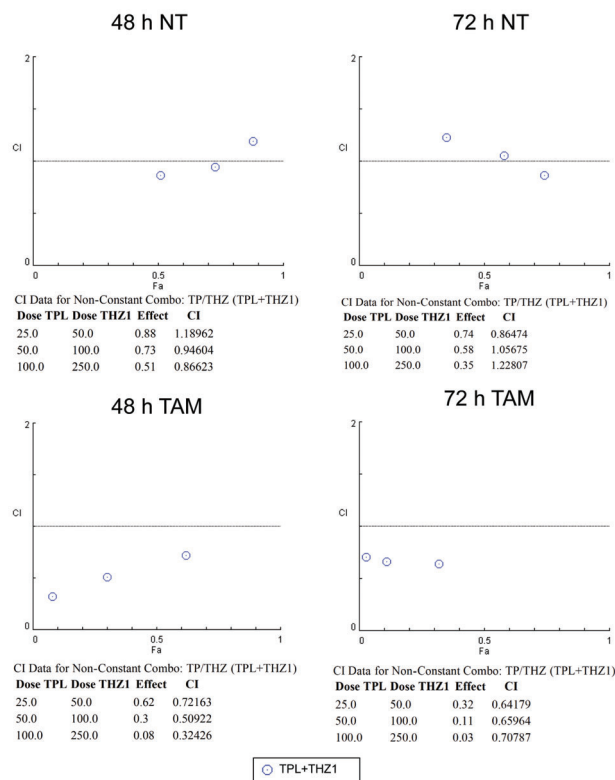 48 h NT
2
CI
0
0 0.5 1
Fa
CI Data for Non-Constant Combo: TP/THZ (TPL+THZ1)
Dose TPL Dose THZ1 Effect CI
25.0 50.0 0.88 1.18962
50.0 100.0 0.73 0.94604
100.0 250.0 0.51 0.86623
72 h NT
2
CI
0
0 0.5 1
Fa
CI Data for Non-Constant Combo: TP/THZ (TPL+THZ1)
Dose TPL Dose THZ1 Effect CI
25.0 50.0 0.74 0.86474
50.0 100.0 0.58 1.05675
100.0 250.0 0.35 1.22807
48 h TAM
2
CI
0
0 0.5 1
Fa
CI Data for Non-Constant Combo: TP/THZ (TPL+THZ1)
Dose TPL Dose THZ1 Effect CI
25.0 50.0 0.62 0.72163
50.0 100.0 0.3 0.50922
100.0 250.0 0.08 0.32426
72 h TAM
2
CI
0
0 0.5 1
Fa
CI Data for Non-Constant Combo: TP/THZ (TPL+THZ1)
Dose TPL Dose THZ1 Effect CI
25.0 50.0 0.32 0.64179
50.0 100.0 0.11 0.65964
100.0 250.0 0.03 0.70787
TPL+THZ1